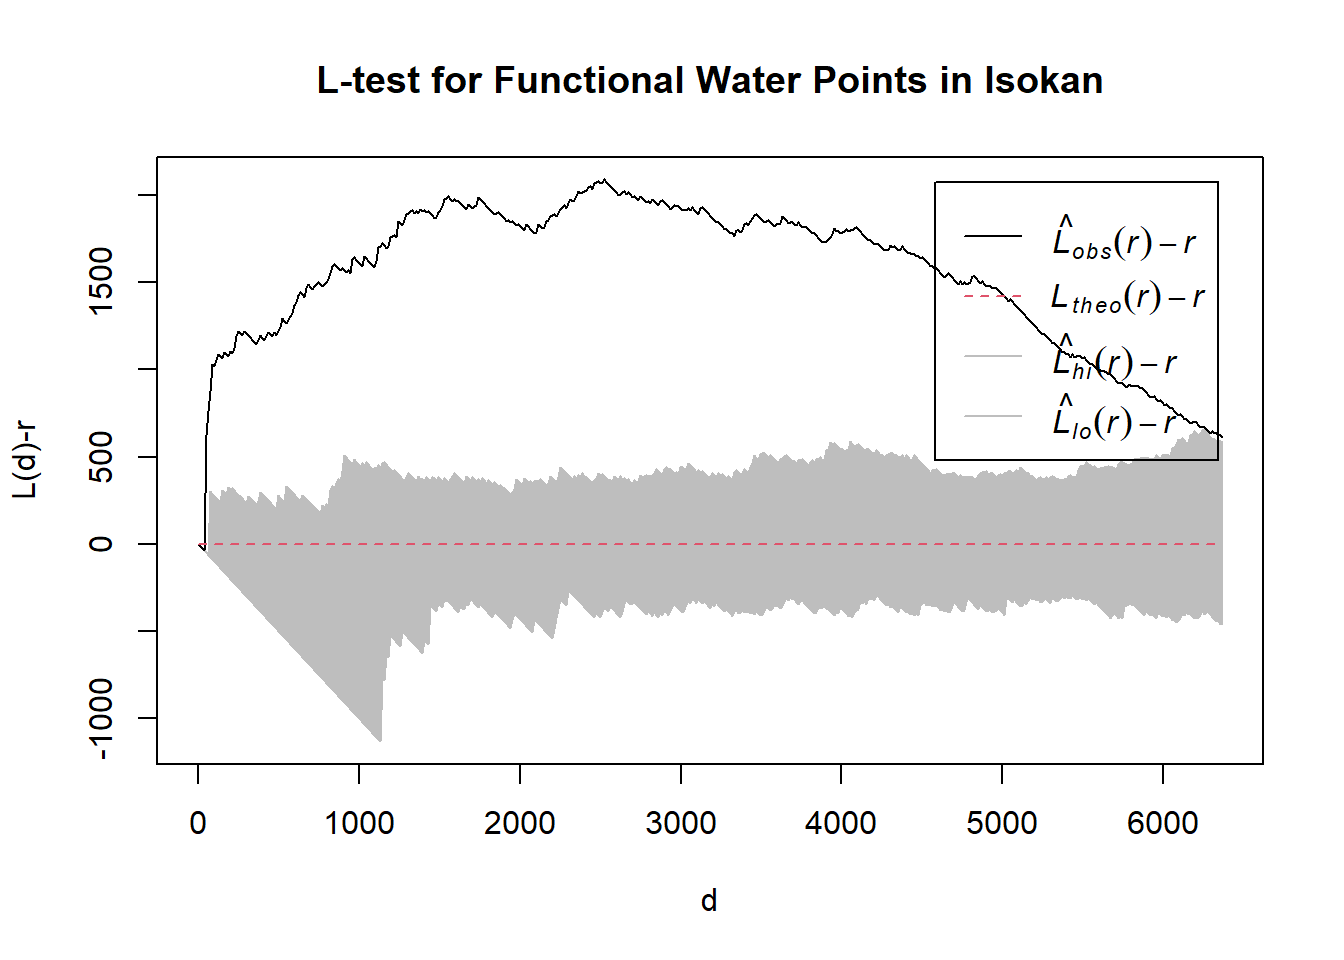 L-test for Functional Water Points in Isokan
L(d)-r
1500
500
0
-1000
L̂obs(r) – r
Ltheo(r) – r
L̂hi(r) – r
L̂lo(r) – r
0 1000 2000 3000 4000 5000 6000
d